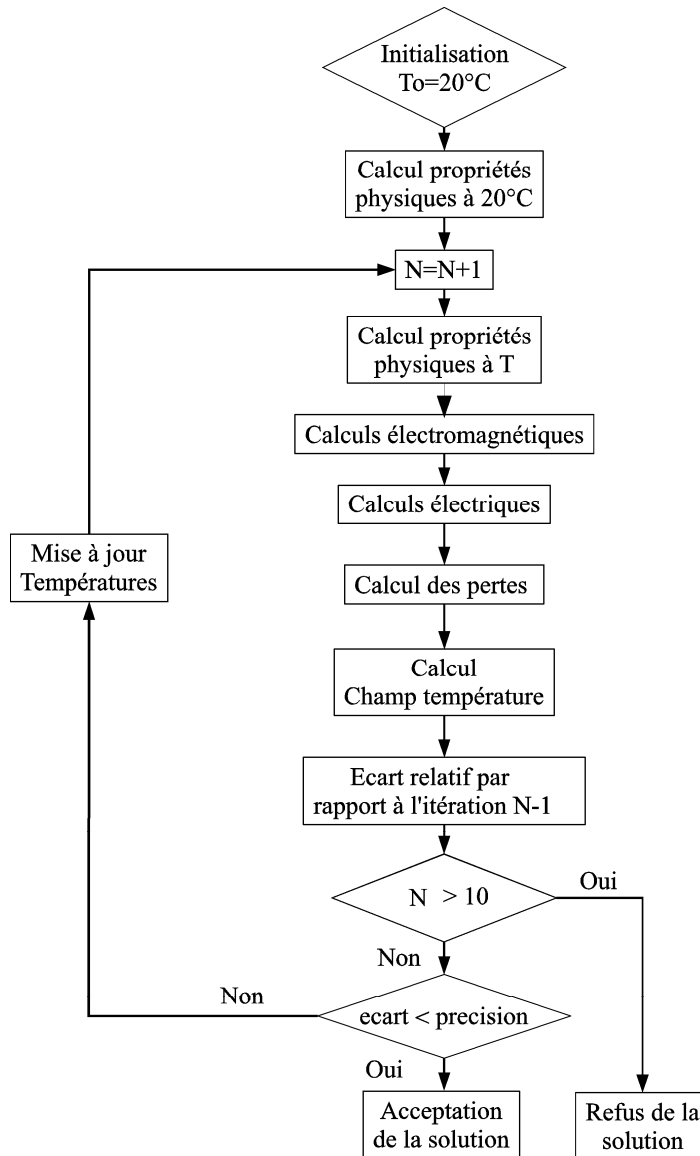 Initialisation
To=20°C
Calcul propriétés
physiques à 20°C
N=N+1
Calcul propriétés
physiques à T
Calculs électromagnétiques
Calculs électriques
Mise à jour
Températures
Calcul des pertes
Calcul
Champ température
Ecart relatif par
rapport à l'itération N-1
N > 10
Oui
Non
Non
ecart < precision
Oui
Acceptation
de la solution
Refus de la
solution